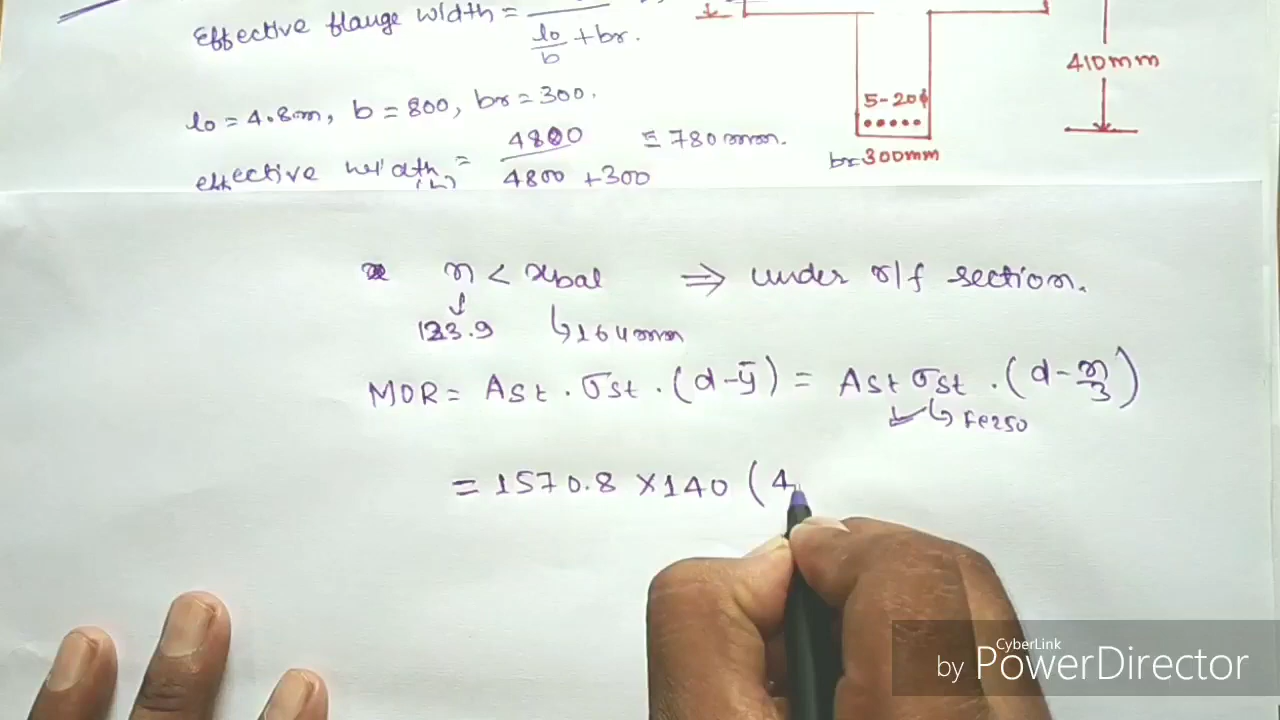 Effective flange width =
lo/b + br.
lo = 4.8m, b = 800, br = 300.
effective width = 4800 / 4800 + 300 = 780mm.
410mm
5-20ϕ
br=300mm
n < xbal ⇒ under r/f section.
123.9 ↳164mm
MOR = Ast . σst . (d-ȳ) = Ast σst . (d - n/3)
↳ Fe250
= 1570.8 × 140 (4
CyberLink
by PowerDirector